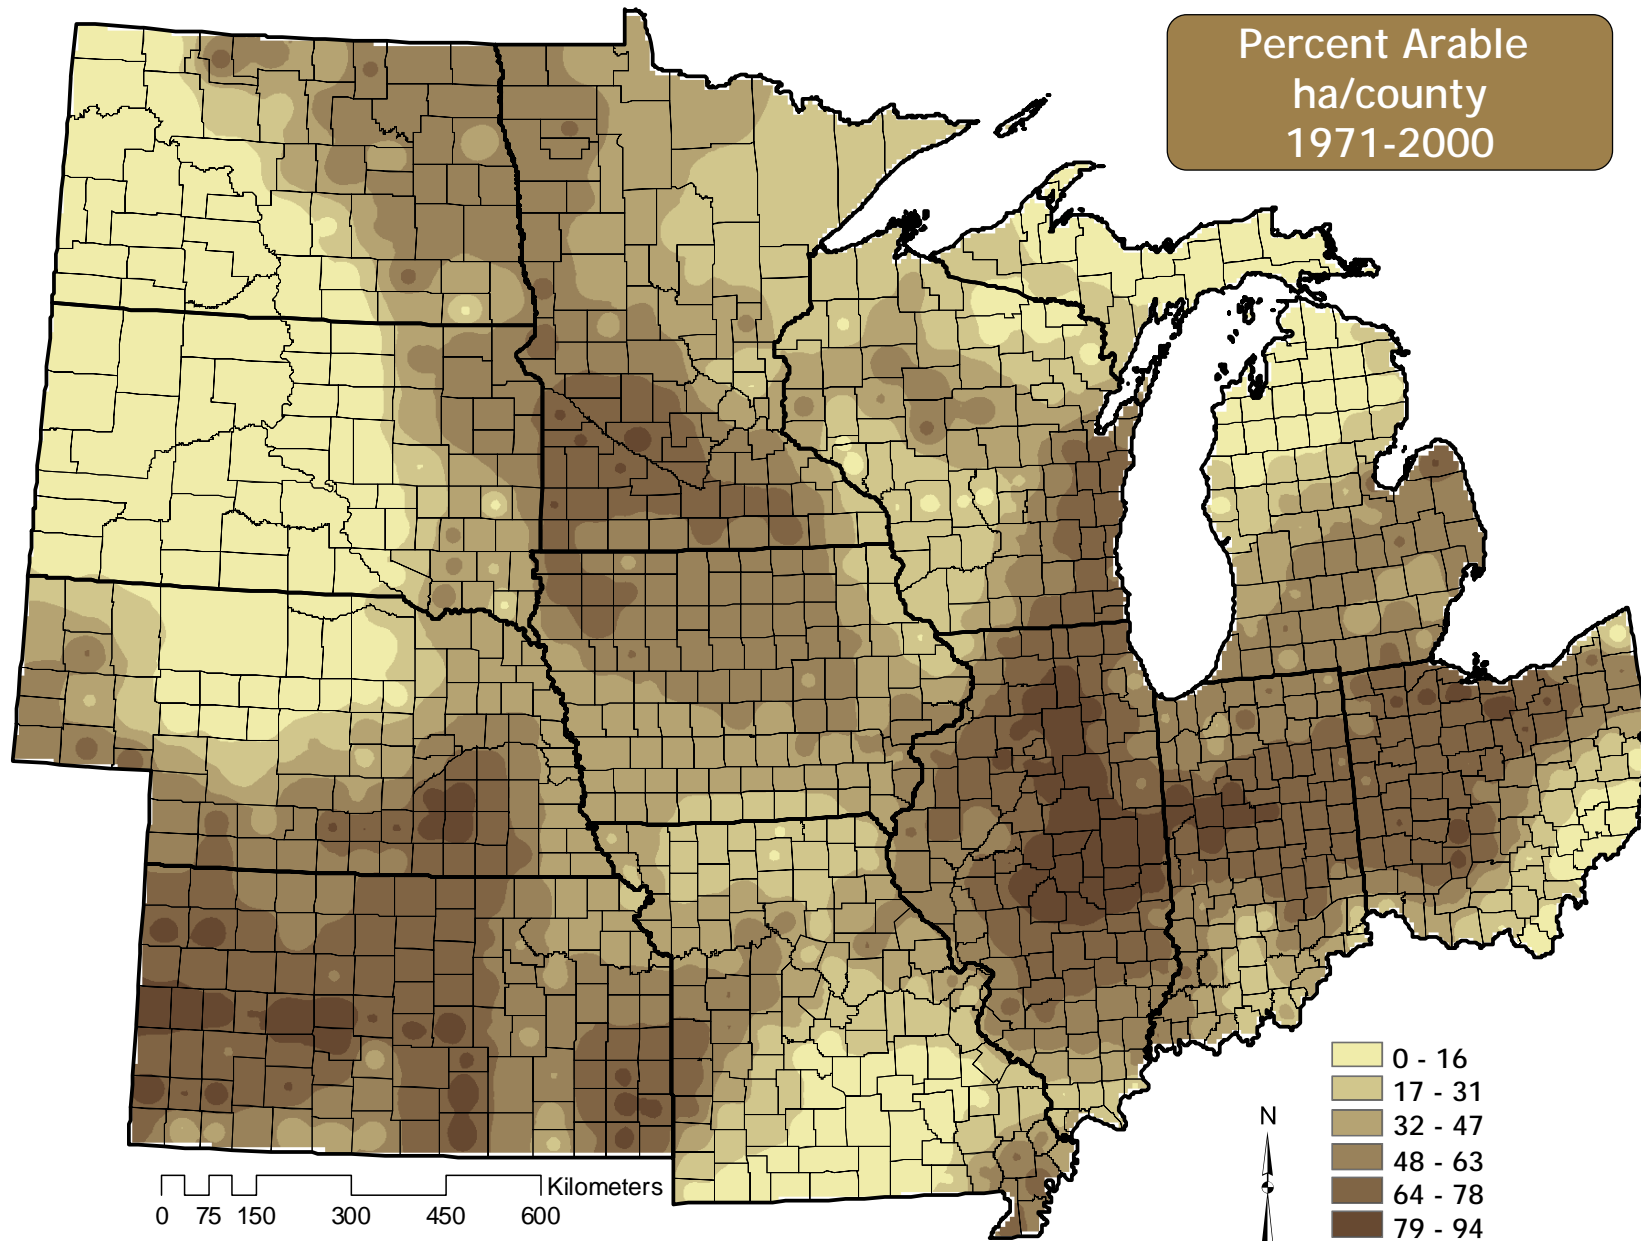 Percent Arable
ha/county
1971-2000
0 - 16
17 - 31
32 - 47
48 - 63
64 - 78
79 - 94
N
Kilometers
0 75 150 300 450 600